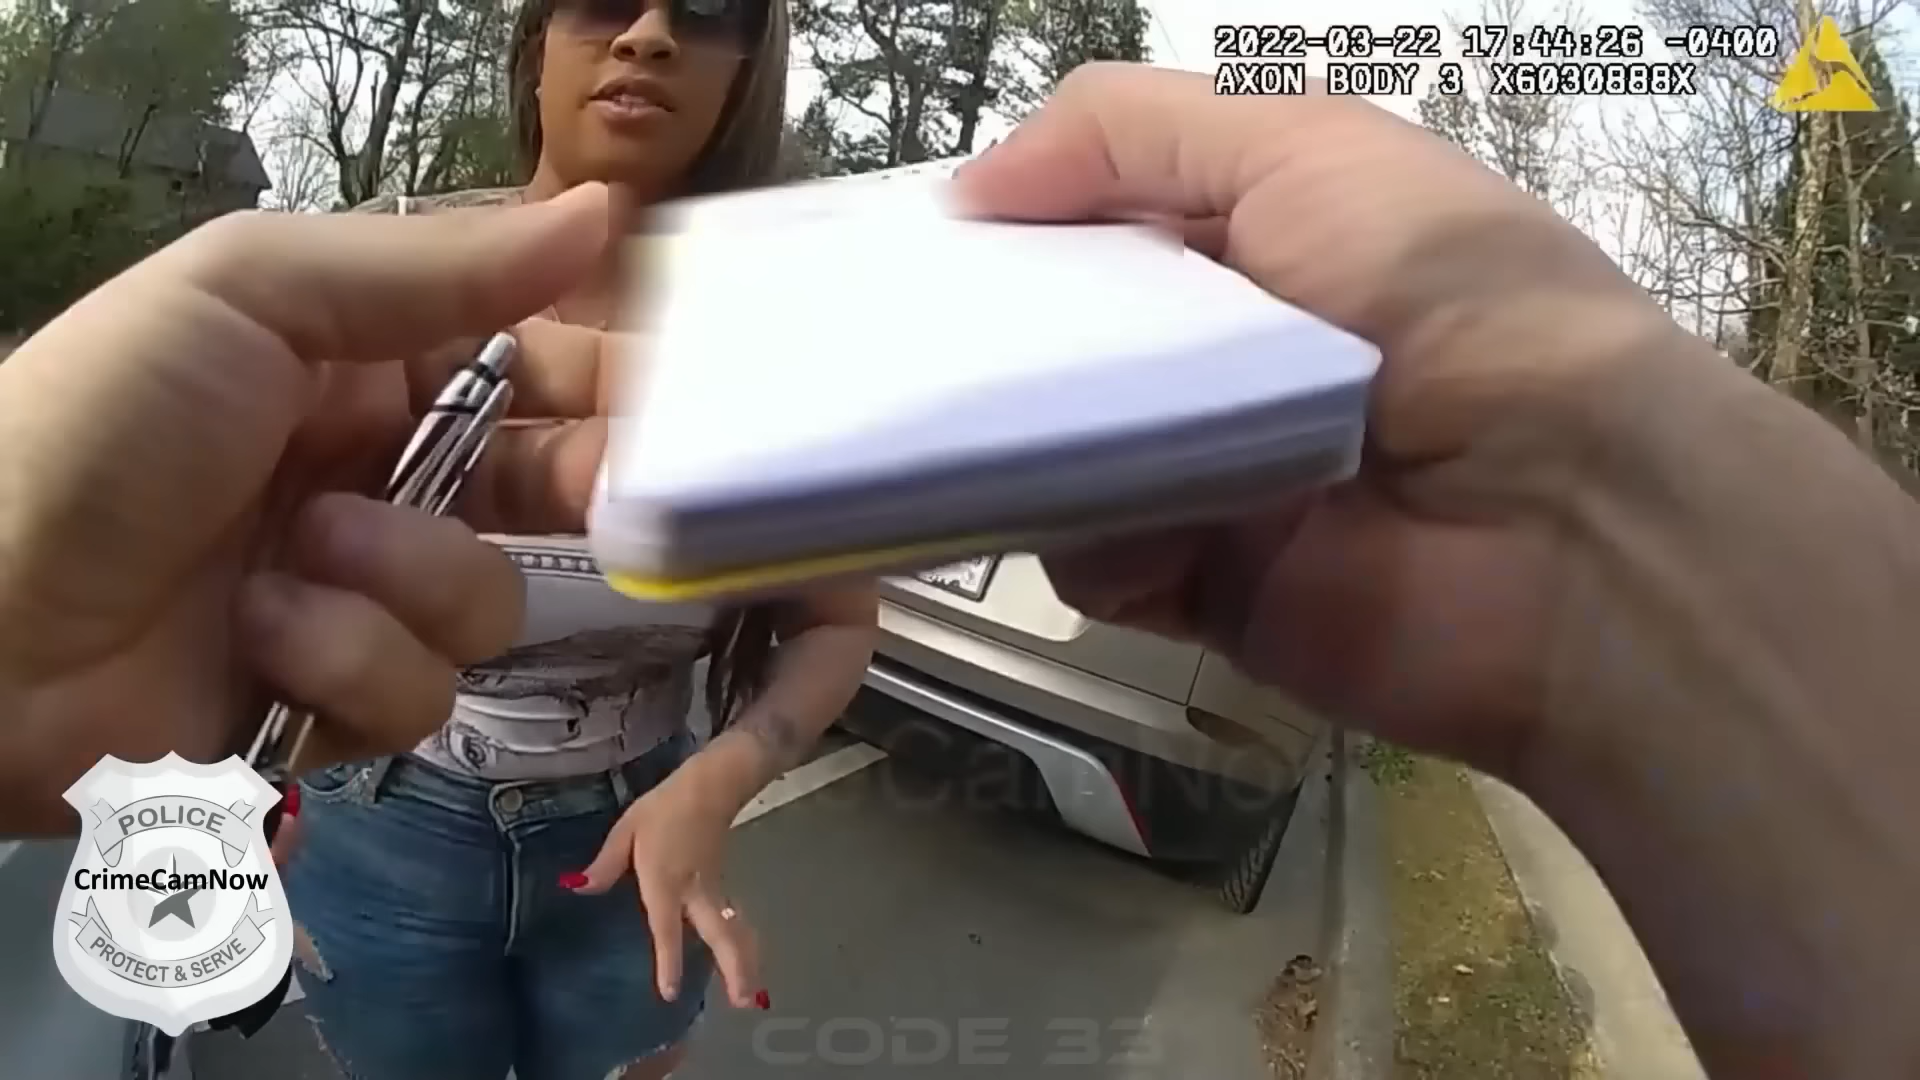 2022-03-22 17:44:26 -0400
AXON BODY 3 X6030888X
POLICE
CrimeCamNow
PROTECT & SERVE
CODE 33